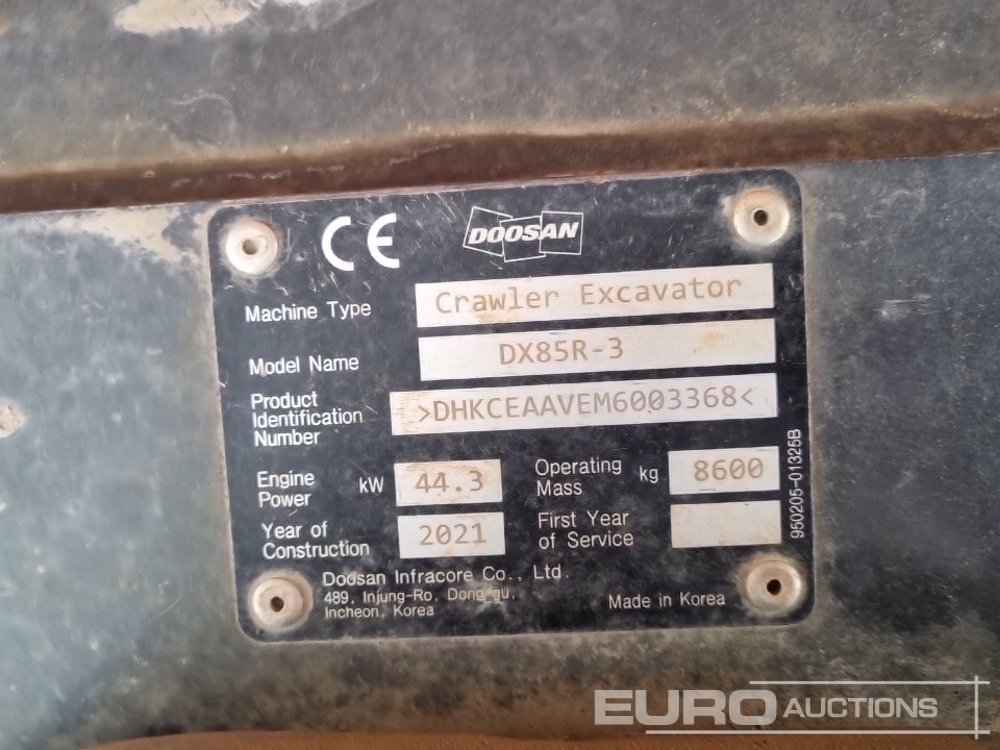 CE DOOSAN
Machine Type Crawler Excavator
Model Name DX85R-3
Product
Identification
Number
>DHKCEAAVEM6003368<
Engine
Power
kW 44.3
Operating
Mass
kg 8600
Year of
Construction
2021
First Year
of Service
Doosan Infracore Co., Ltd.
489, Injung-Ro, Dong-gu,
Incheon, Korea
Made in Korea
950205-01325B
EURO AUCTIONS